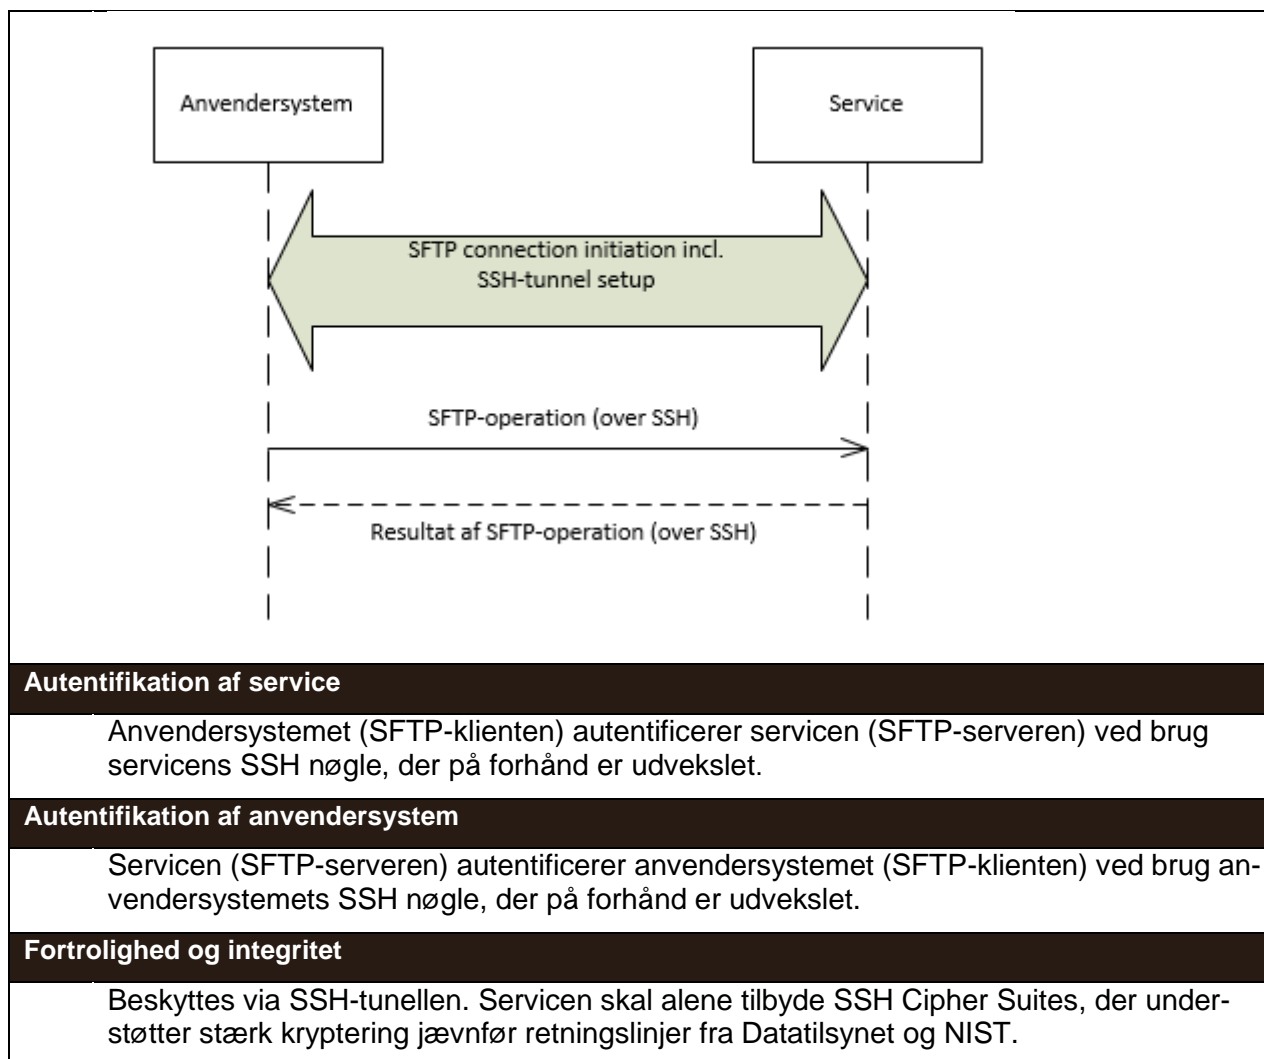 Anvendersystem
Service
SFTP connection initiation incl.
SSH-tunnel setup
SFTP-operation (over SSH)
Resultat af SFTP-operation (over SSH)
Autentifikation af service
Anvendersystemet (SFTP-klienten) autentificerer servicen (SFTP-serveren) ved brug
servicens SSH nøgle, der på forhånd er udvekslet.
Autentifikation af anvendersystem
Servicen (SFTP-serveren) autentificerer anvendersystemet (SFTP-klienten) ved brug an-
vendersystemets SSH nøgle, der på forhånd er udvekslet.
Fortrolighed og integritet
Beskyttes via SSH-tunellen. Servicen skal alene tilbyde SSH Cipher Suites, der under-
støtter stærk kryptering jævnfør retningslinjer fra Datatilsynet og NIST.